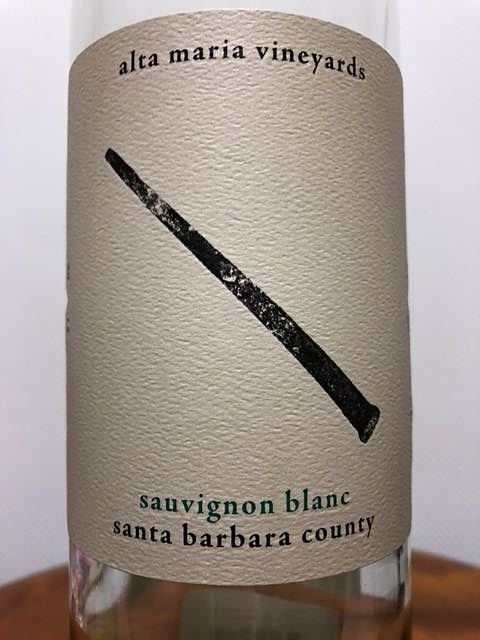 alta maria vineyards
sauvignon blanc
santa barbara county